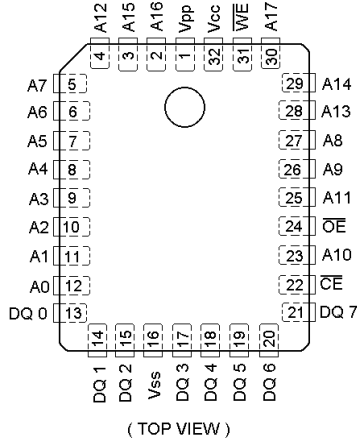 A12 A15 A16 Vpp Vcc WE A17
4 3 2 1 32 31 30
A7 5 29 A14
A6 6 28 A13
A5 7 27 A8
A4 8 26 A9
A3 9 25 A11
A2 10 24 OE
A1 11 23 A10
A0 12 22 CE
DQ 0 13 21 DQ 7
14 15 16 17 18 19 20
DQ 1 DQ 2 Vss DQ 3 DQ 4 DQ 5 DQ 6
( TOP VIEW )